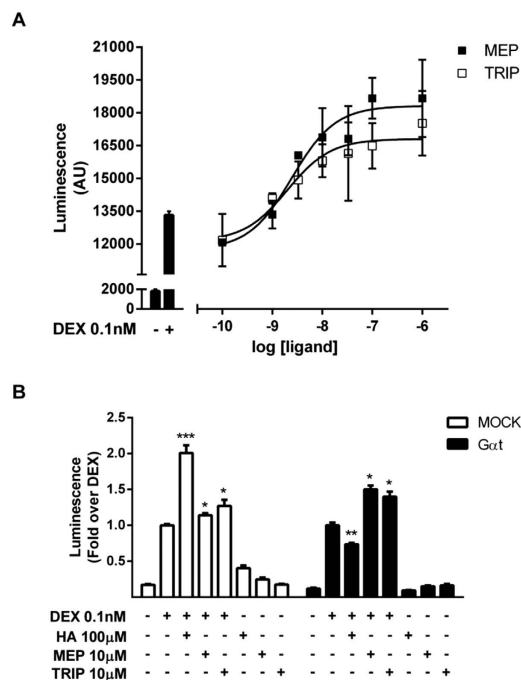 A
MEP
TRIP
Luminescence
(AU)
21000
19500
18000
16500
15000
13500
12000
2000
0
DEX 0.1nM - +
-10 -9 -8 -7 -6
log [ligand]
B
MOCK
Gαt
Luminescence
(Fold over DEX)
2.5
2.0
1.5
1.0
0.5
*** * * ** * *
DEX 0.1nM - + + + + - - - - + + + + - - -
HA 100µM - - + - - + - - - - + - - + - -
MEP 10µM - - - + - - + - - - - + - - + -
TRIP 10µM - - - - + - - + - - - - + - - +